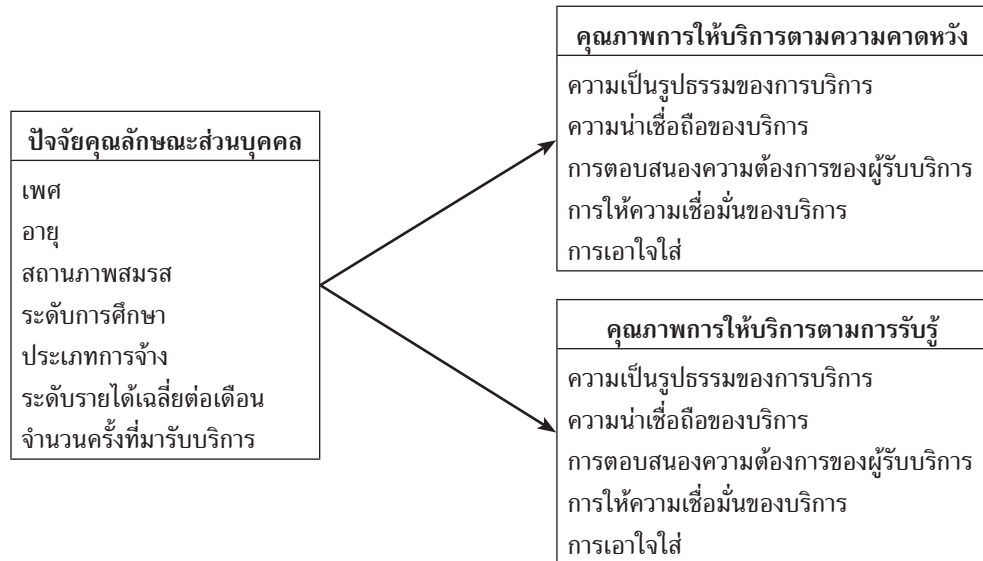 ปัจจัยคุณลักษณะส่วนบุคคล
เพศ
อายุ
สถานภาพสมรส
ระดับการศึกษา
ประเภทการจ้าง
ระดับรายได้เฉลี่ยต่อเดือน
จำนวนครั้งที่มารับบริการ
คุณภาพการให้บริการตามความคาดหวัง
ความเป็นรูปธรรมของการบริการ
ความน่าเชื่อถือของบริการ
การตอบสนองความต้องการของผู้รับบริการ
การให้ความเชื่อมั่นของบริการ
การเอาใจใส่
คุณภาพการให้บริการตามการรับรู้
ความเป็นรูปธรรมของการบริการ
ความน่าเชื่อถือของบริการ
การตอบสนองความต้องการของผู้รับบริการ
การให้ความเชื่อมั่นของบริการ
การเอาใจใส่